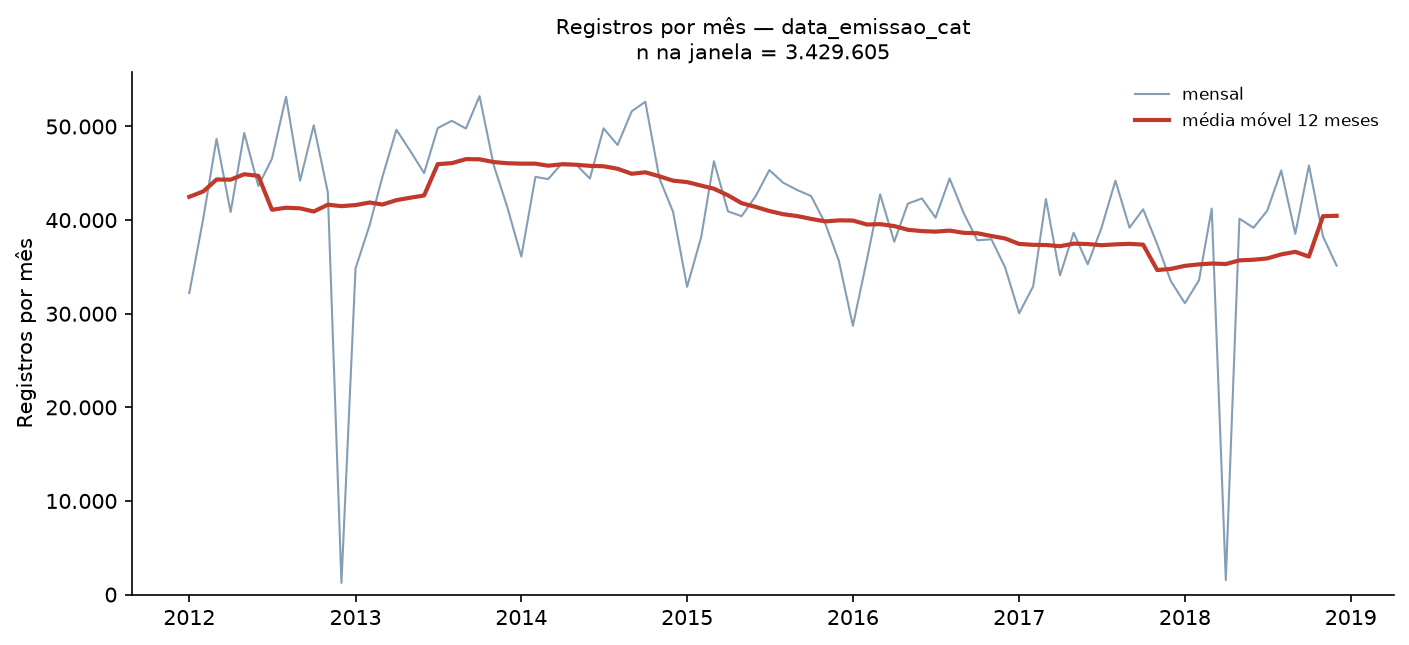 Registros por mês — data_emissao_cat
n na janela = 3.429.605
mensal
média móvel 12 meses
Registros por mês
50.000
40.000
30.000
20.000
10.000
0
2012 2013 2014 2015 2016 2017 2018 2019